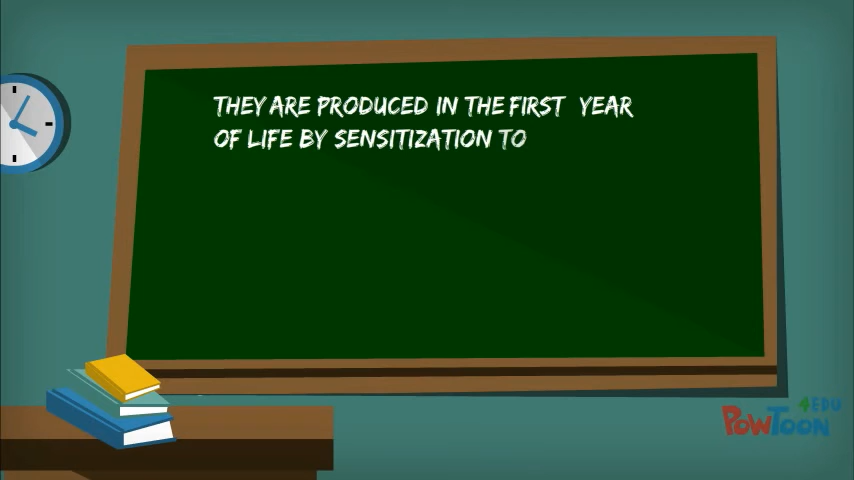 THEY ARE PRODUCED IN THE FIRST YEAR
OF LIFE BY SENSITIZATION TO
4EDU
POWTOON